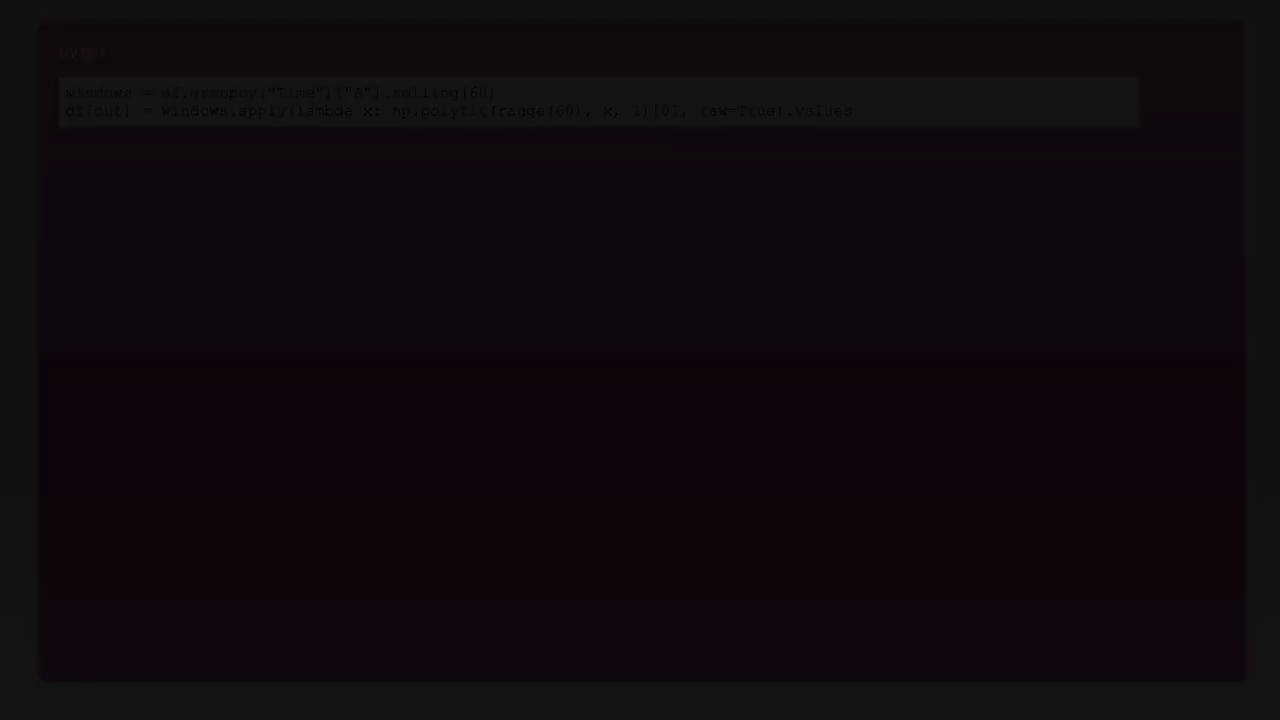 windows = df.groupby("Time")["A"].rolling(60)
df[out] = windows.apply(lambda x: np.polyfit(range(60), x, 1)[0], raw=True).values